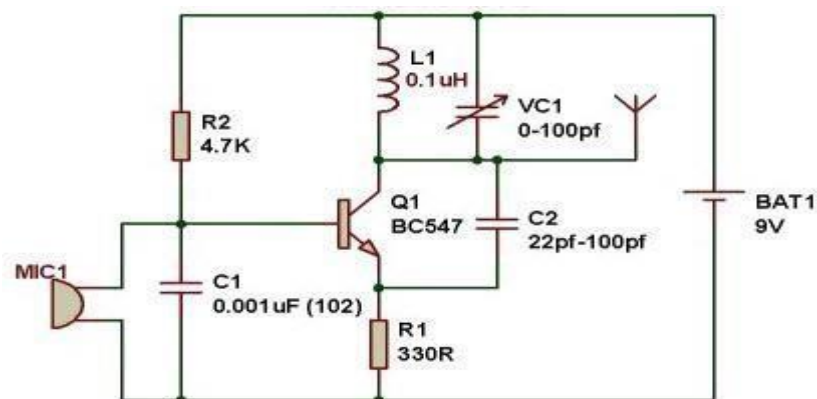 L1
0.1uH
VC1
0-100pf
R2
4.7K
Q1
BC547
C2
22pf-100pf
BAT1
9V
MIC1
C1
0.001uF (102)
R1
330R